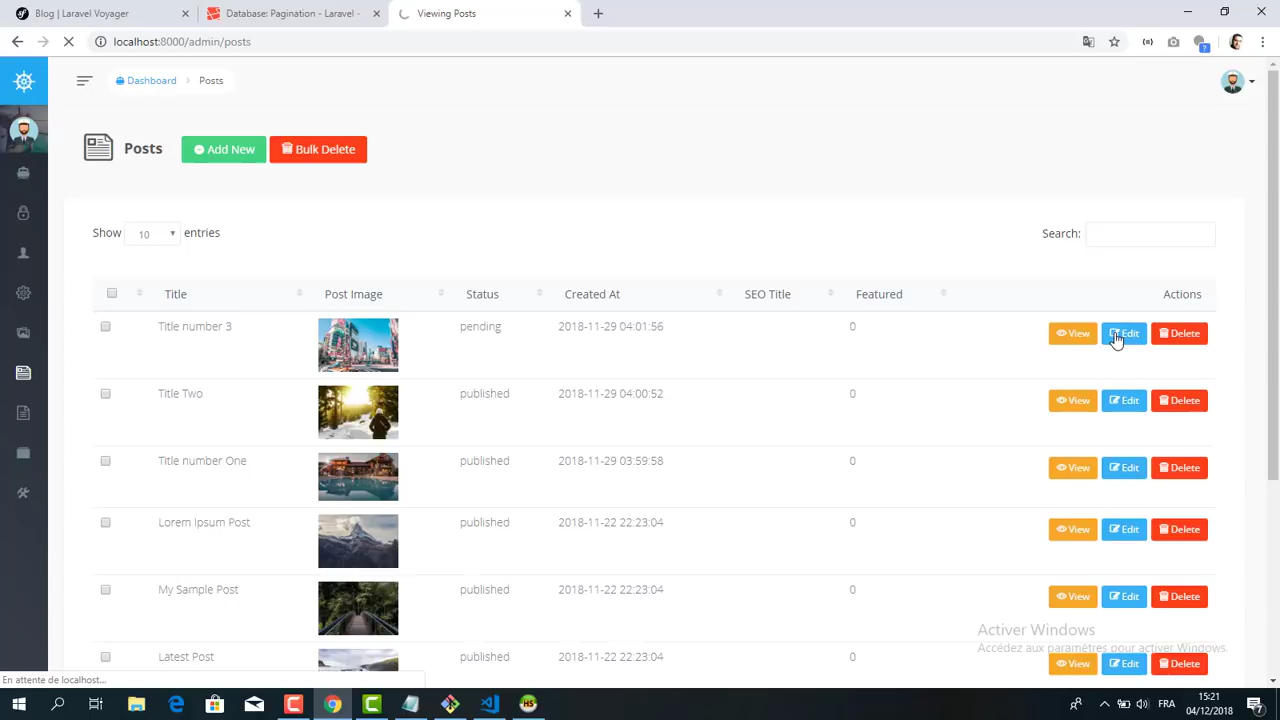 Blog | Laravel Voyager
Database: Pagination - Laravel -
Viewing Posts
localhost:8000/admin/posts
Dashboard
Posts
Posts
Add New
Bulk Delete
Show 10 entries
Search:
Title
Post Image
Status
Created At
SEO Title
Featured
Actions
Title number 3
pending
2018-11-29 04:01:56
0
View
Edit
Delete
Title Two
published
2018-11-29 04:00:52
0
View
Edit
Delete
Title number One
published
2018-11-29 03:59:58
0
View
Edit
Delete
Lorem Ipsum Post
published
2018-11-22 22:23:04
0
View
Edit
Delete
My Sample Post
published
2018-11-22 22:23:04
0
View
Edit
Delete
Activer Windows
Accédez aux paramètres pour activer Windows.
Latest Post
published
2018-11-22 22:23:04
0
View
Edit
Delete
En attente de localhost...
FRA
15:21
04/12/2018